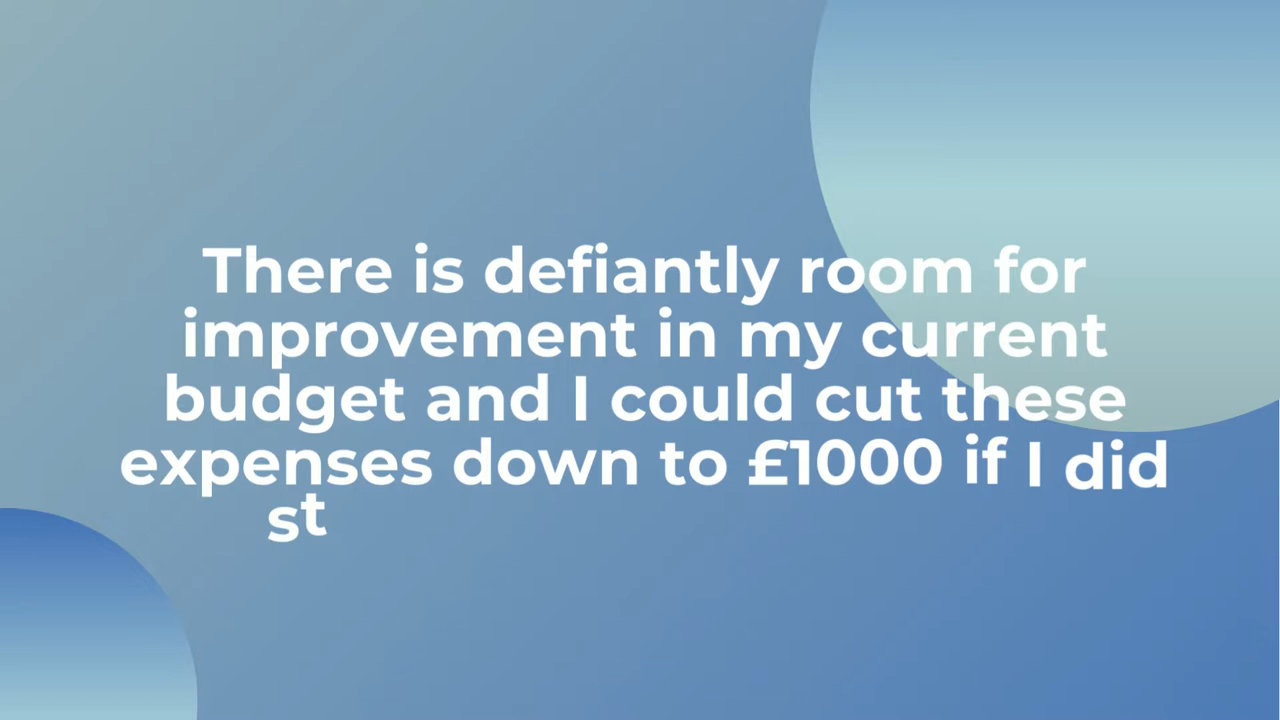 There is defiantly room for
improvement in my current
budget and I could cut these
expenses down to £1000 if I did
st